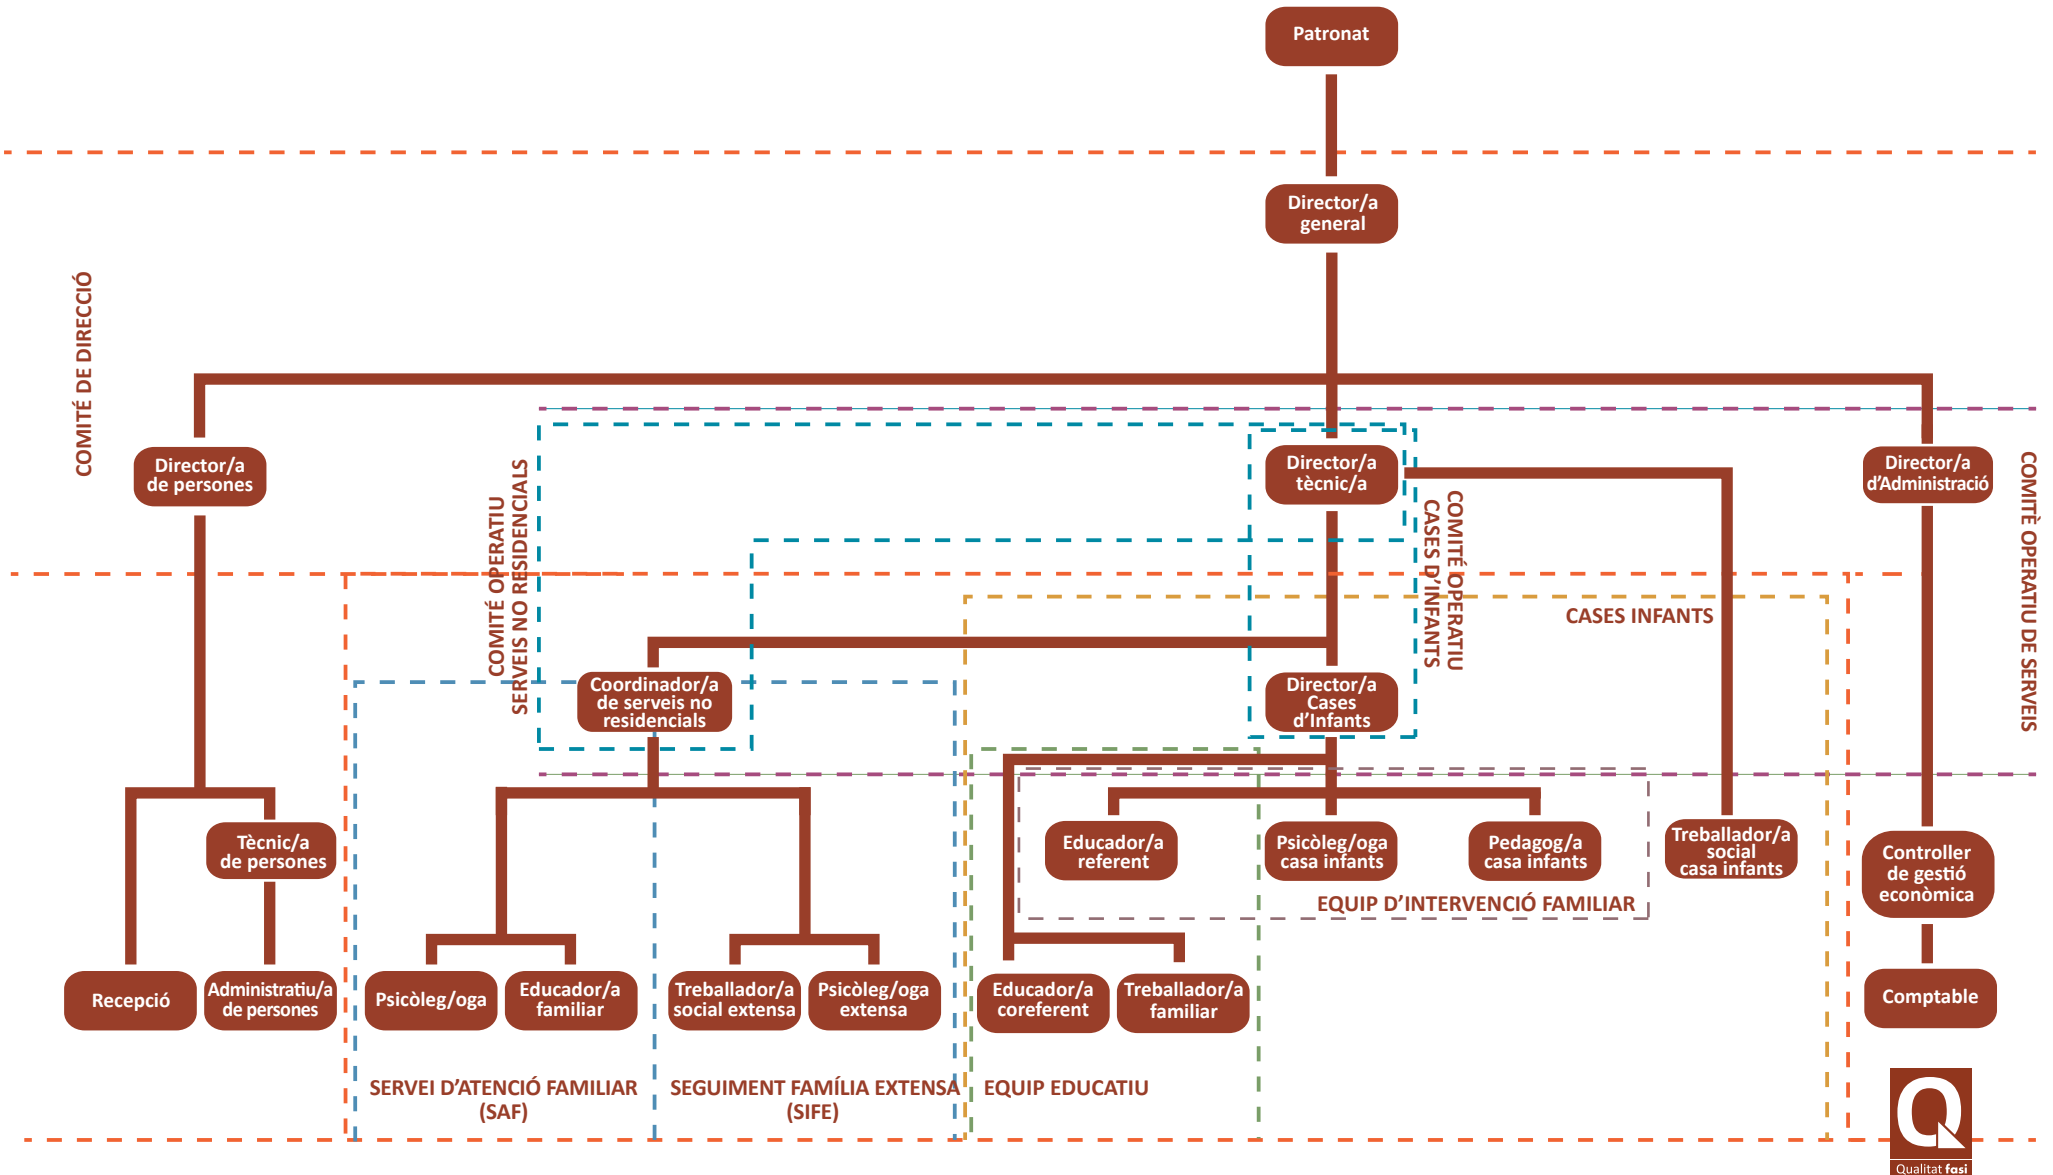 Patronat
Director/a
general
COMITÉ DE DIRECCIÓ
Director/a
de persones
Director/a
tècnic/a
Director/a
d'Administració
COMITÉ OPERATIU
SERVEIS NO RESIDENCIALS
COMITÉ OPERATIU
CASES D'INFANTS
COMITÈ OPERATIU DE SERVEIS
CASES INFANTS
Coordinador/a
de serveis no
residencials
Director/a
Cases
d'Infants
Tècnic/a
de persones
Educador/a
referent
Psicòleg/oga
casa infants
Pedagog/a
casa infants
Treballador/a
social
casa infants
Controller
de gestió
econòmica
EQUIP D'INTERVENCIÓ FAMILIAR
Recepció
Administratiu/a
de persones
Psicòleg/oga
Educador/a
familiar
Treballador/a
social extensa
Psicòleg/oga
extensa
Educador/a
coreferent
Treballador/a
familiar
Comptable
SERVEI D'ATENCIÓ FAMILIAR
(SAF)
SEGUIMENT FAMÍLIA EXTENSA
(SIFE)
EQUIP EDUCATIU
Q
Qualitat fasi